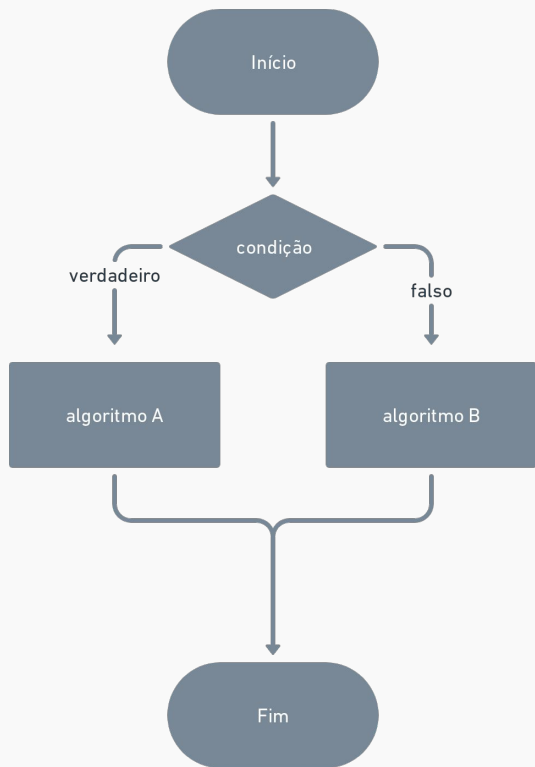 Início
condição
verdadeiro
falso
algoritmo A
algoritmo B
Fim